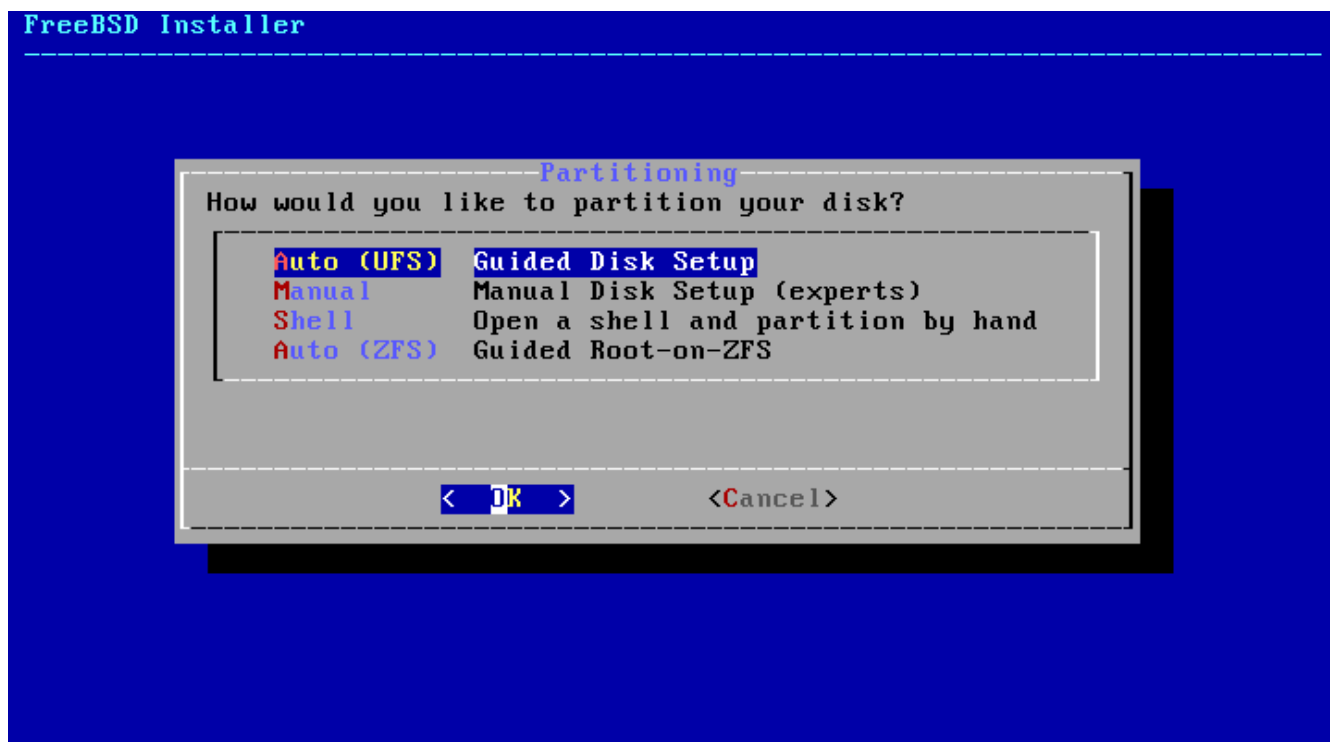 FreeBSD Installer
Partitioning
How would you like to partition your disk?
Auto (UFS) Guided Disk Setup
Manual Manual Disk Setup (experts)
Shell Open a shell and partition by hand
Auto (ZFS) Guided Root-on-ZFS
< OK > <Cancel>